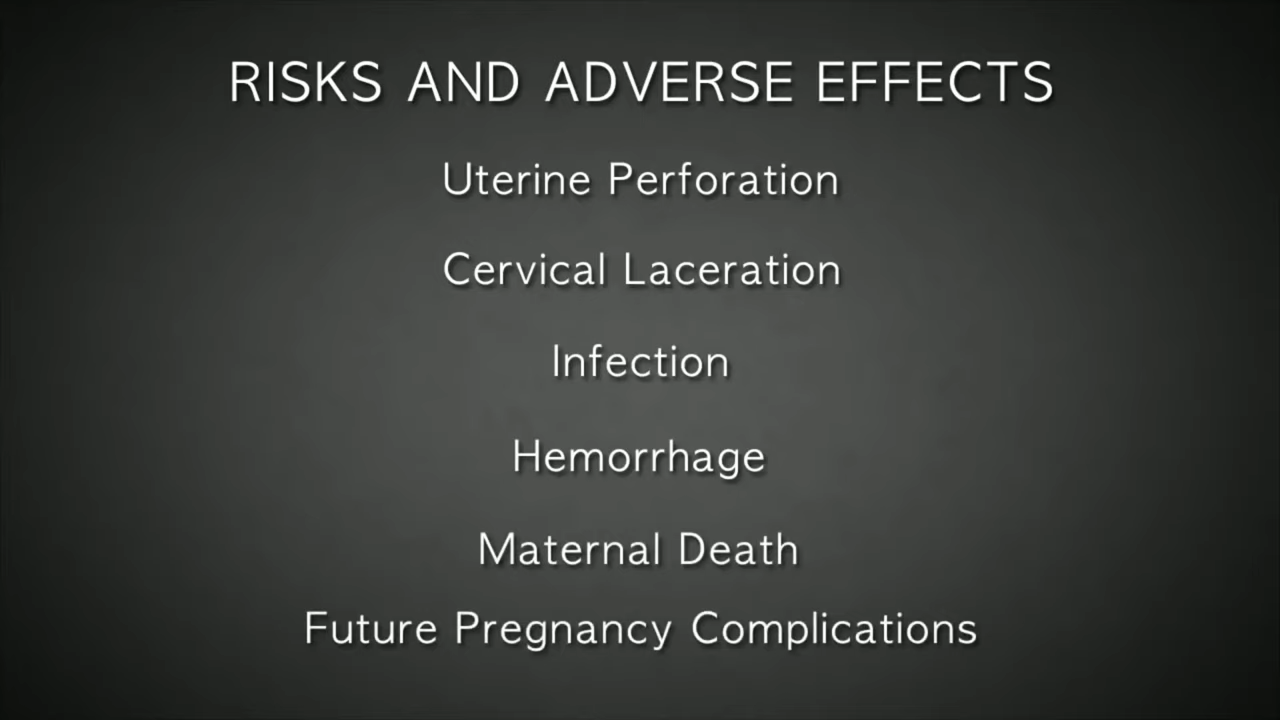 RISKS AND ADVERSE EFFECTS
Uterine Perforation
Cervical Laceration
Infection
Hemorrhage
Maternal Death
Future Pregnancy Complications